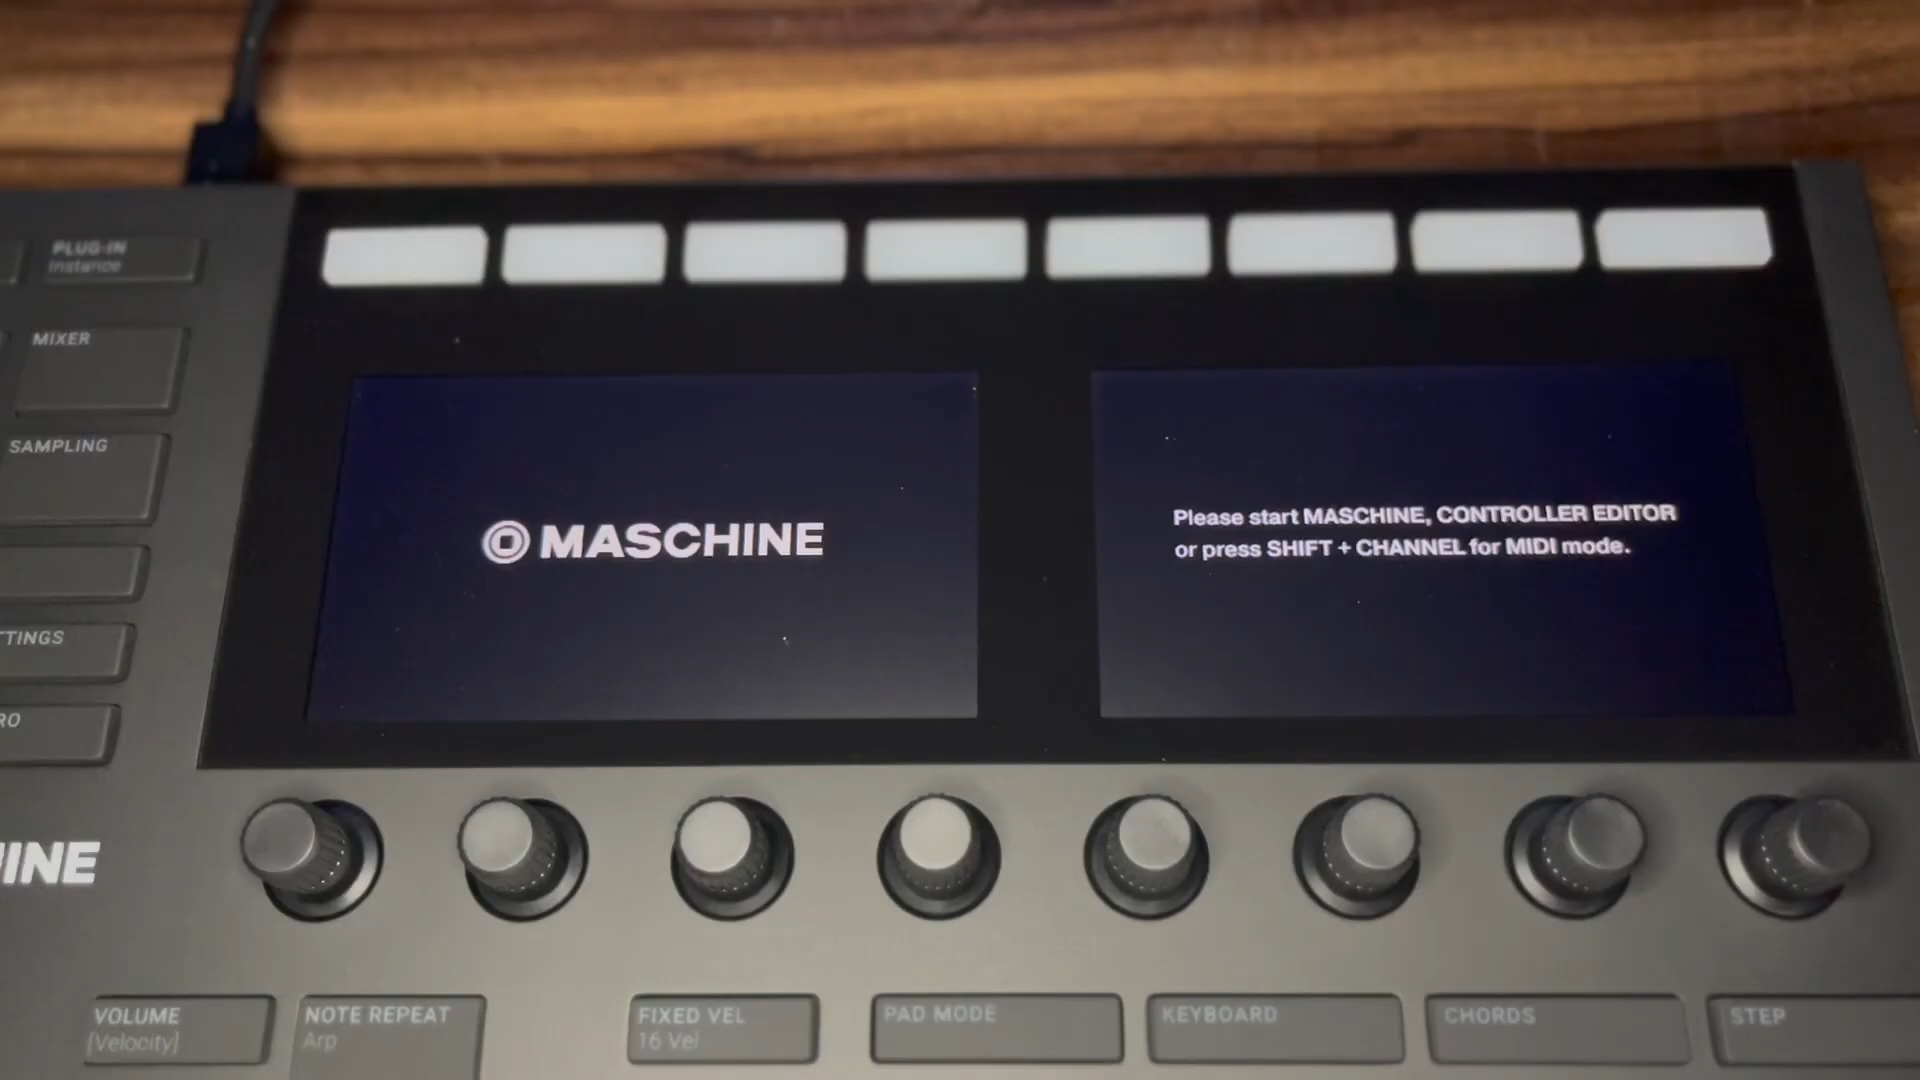 PLUG-IN
Instance
MIXER
SAMPLING
TTINGS
RO
MASCHINE
Please start MASCHINE, CONTROLLER EDITOR
or press SHIFT + CHANNEL for MIDI mode.
INE
VOLUME
[Velocity]
NOTE REPEAT
Arp
FIXED VEL
16 Vel
PAD MODE
KEYBOARD
CHORDS
STEP